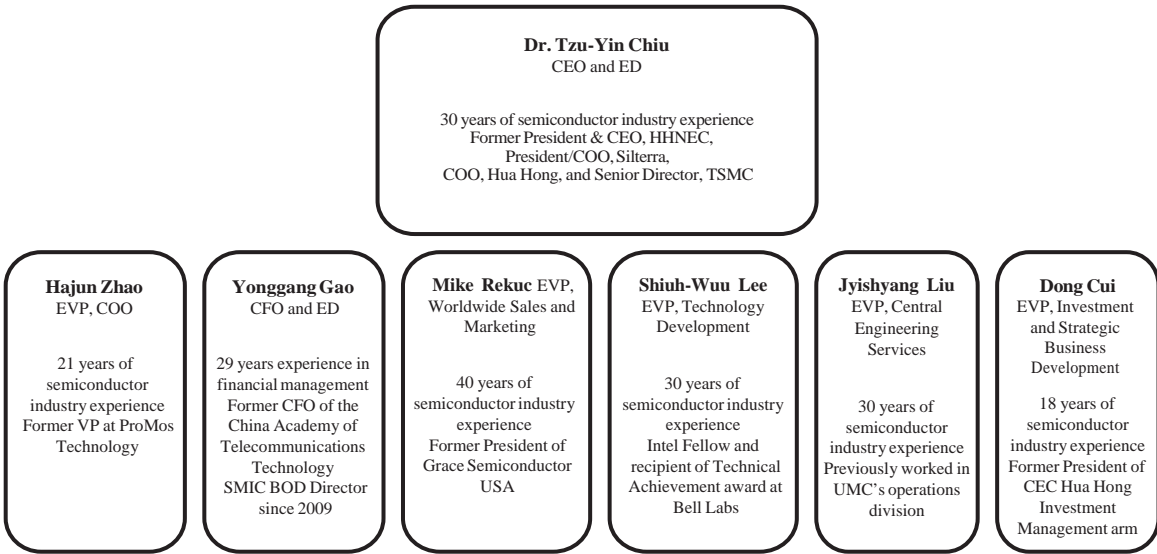 Dr. Tzu-Yin Chiu
CEO and ED
30 years of semiconductor industry experience
Former President & CEO, HHNEC,
President/COO, Silterra,
COO, Hua Hong, and Senior Director, TSMC
Hajun Zhao
EVP, COO
21 years of
semiconductor
industry experience
Former VP at ProMos
Technology
Yonggang Gao
CFO and ED
29 years experience in
financial management
Former CFO of the
China Academy of
Telecommunications
Technology
SMIC BOD Director
since 2009
Mike Rekuc EVP,
Worldwide Sales and
Marketing
40 years of
semiconductor industry
experience
Former President of
Grace Semiconductor
USA
Shiuh-Wuu Lee
EVP, Technology
Development
30 years of
semiconductor industry
experience
Intel Fellow and
recipient of Technical
Achievement award at
Bell Labs
Jyishyang Liu
EVP, Central
Engineering
Services
30 years of
semiconductor
industry experience
Previously worked in
UMC’s operations
division
Dong Cui
EVP, Investment
and Strategic
Business
Development
18 years of
semiconductor
industry experience
Former President of
CEC Hua Hong
Investment
Management arm